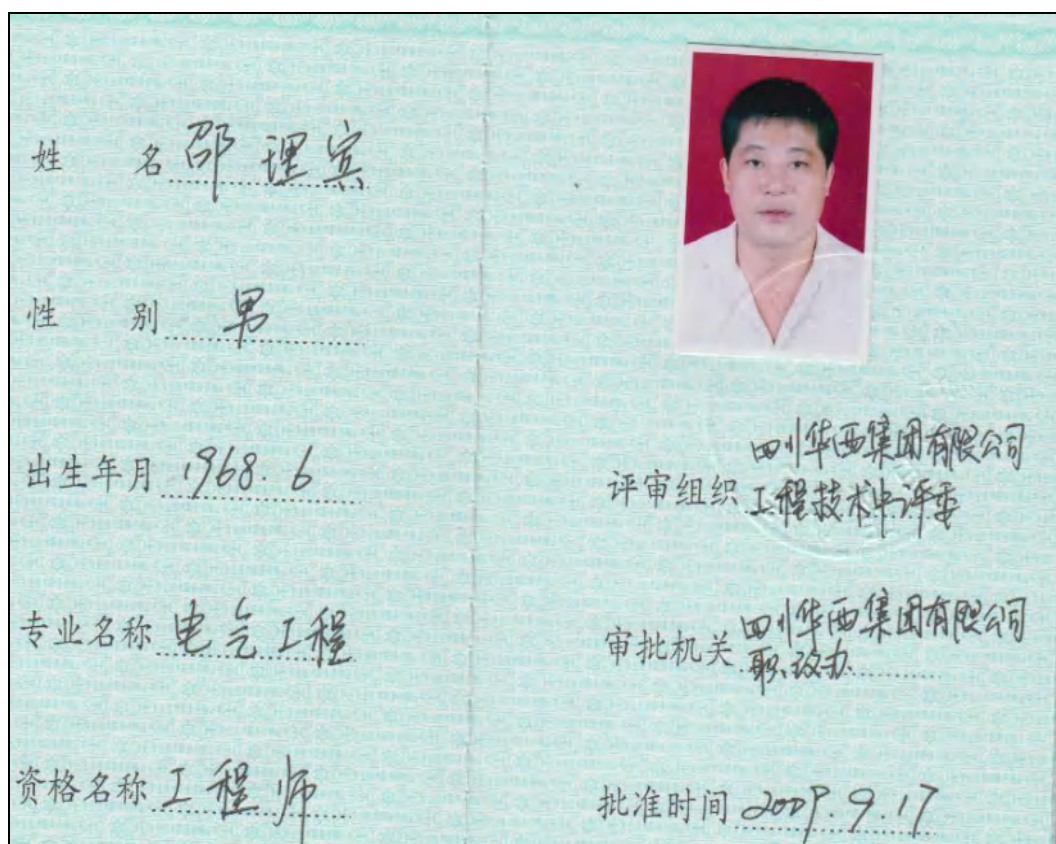 姓 名 邵理宾
性 别 男
出生年月 1968.6
专业名称 电气工程
资格名称 工程师
评审组织 四川华西集团有限公司
工程技术中评委
审批机关 四川华西集团有限公司
职改办
批准时间 2009.9.17